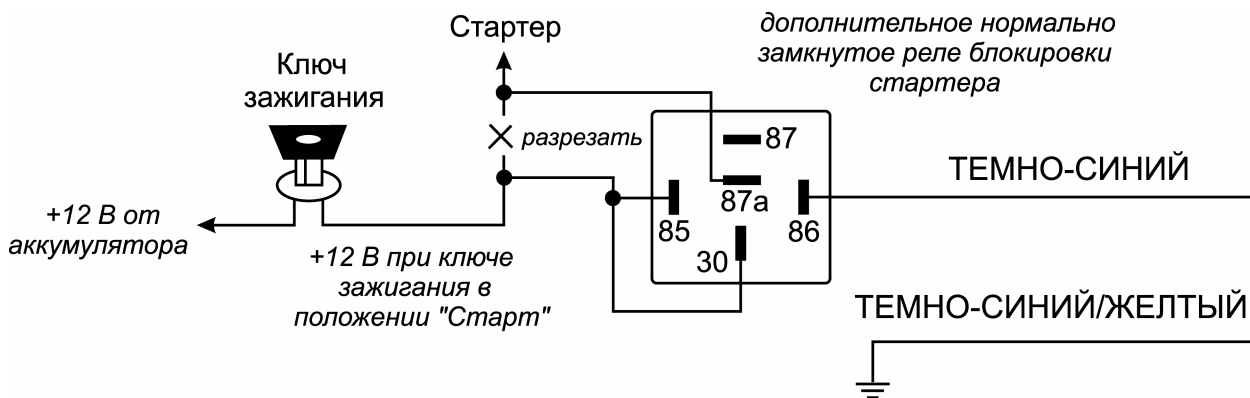 Стартер
дополнительное нормально
замкнутое реле блокировки
стартера
Ключ
зажигания
разрезать
87
ТЕМНО-СИНИЙ
87а
+12 В от
аккумулятора
85
86
+12 В при ключе
зажигания в
положении "Старт"
30
ТЕМНО-СИНИЙ/ЖЕЛТЫЙ